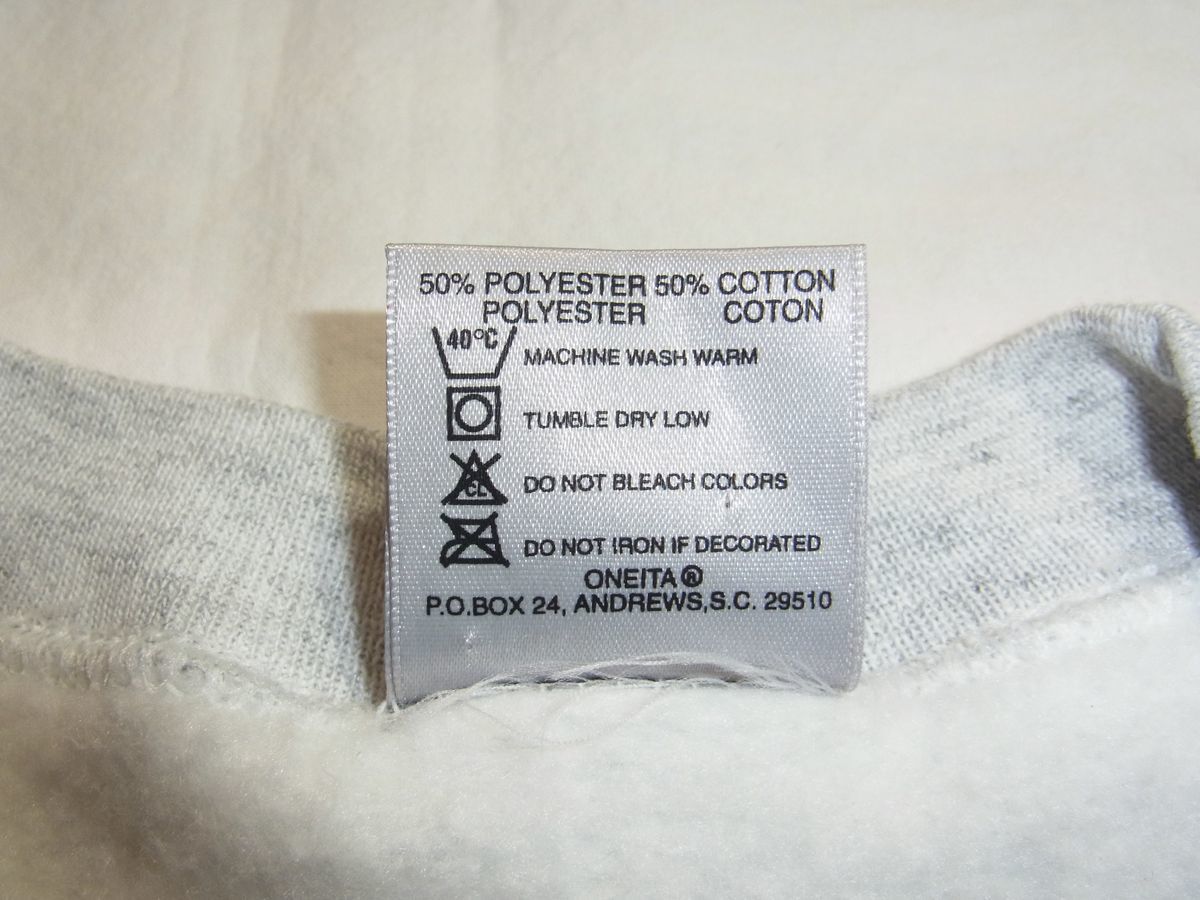 50% POLYESTER 50% COTTON
POLYESTER COTON
40°C
MACHINE WASH WARM
TUMBLE DRY LOW
CL
DO NOT BLEACH COLORS
DO NOT IRON IF DECORATED
ONEITA®
P.O.BOX 24, ANDREWS,S.C. 29510